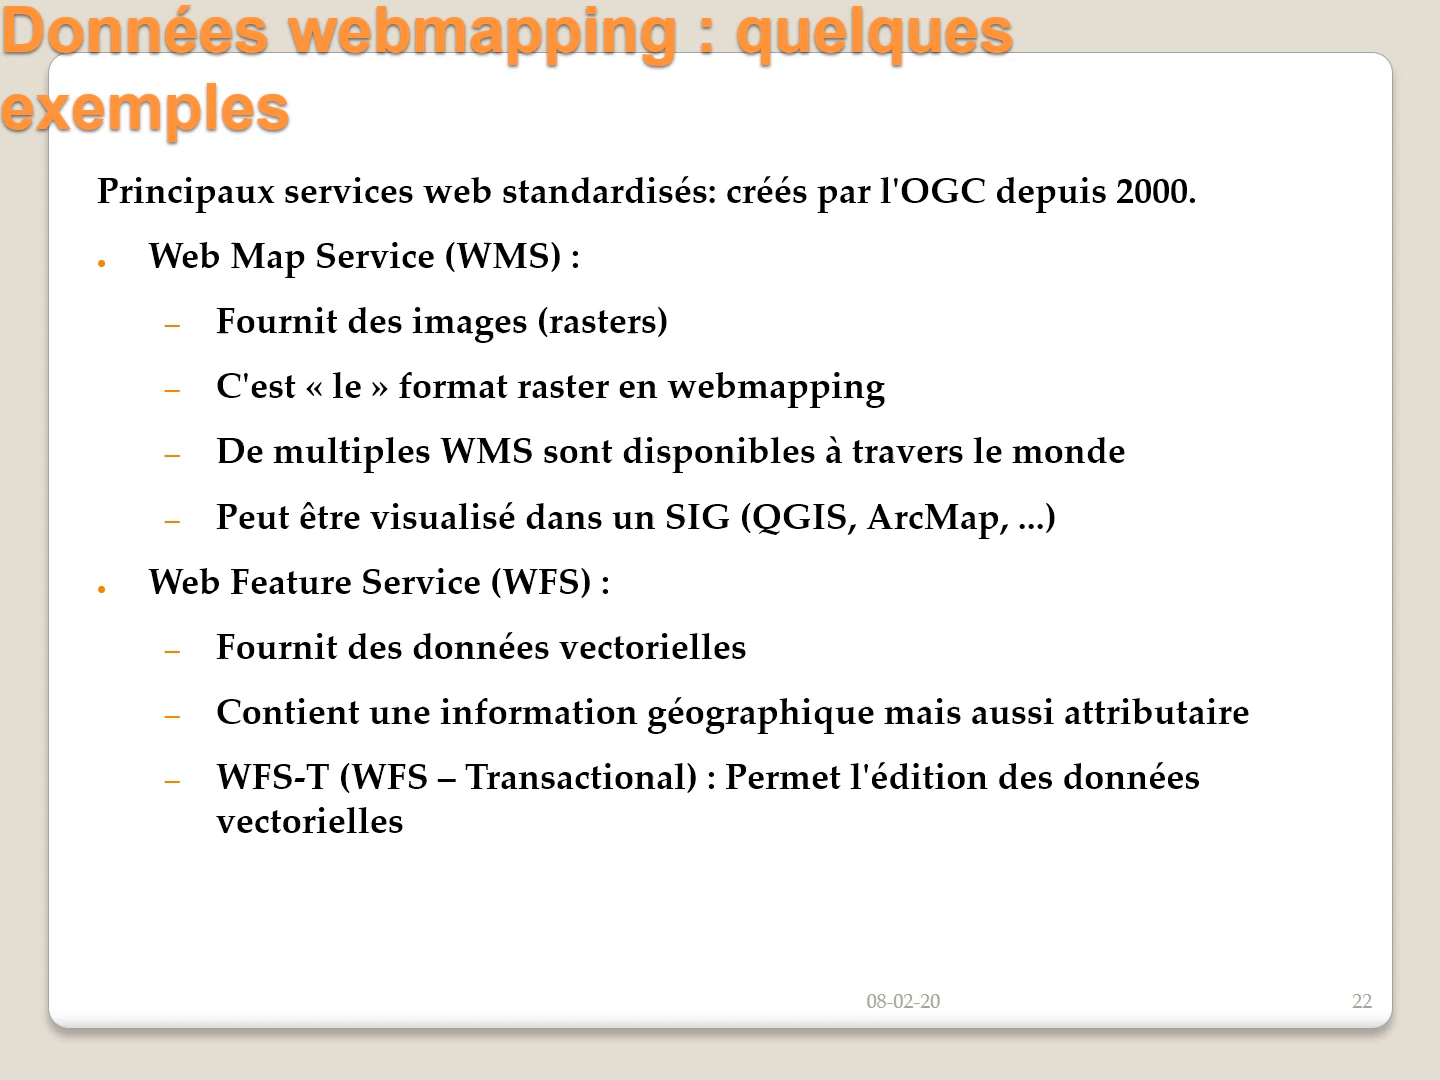 Données webmapping : quelques
exemples
Principaux services web standardisés: créés par l'OGC depuis 2000.
• Web Map Service (WMS) :
– Fournit des images (rasters)
– C'est « le » format raster en webmapping
– De multiples WMS sont disponibles à travers le monde
– Peut être visualisé dans un SIG (QGIS, ArcMap, ...)
• Web Feature Service (WFS) :
– Fournit des données vectorielles
– Contient une information géographique mais aussi attributaire
– WFS-T (WFS – Transactional) : Permet l'édition des données
vectorielles
08-02-20 22